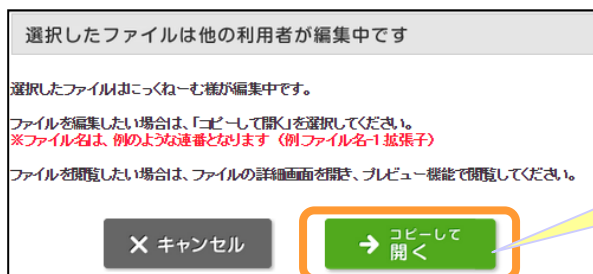 選択したファイルは他の利用者が編集中です
選択したファイルはにっくねーむ様が編集中です。
ファイルを編集したい場合は、「コピーして開く」を選択してください。
※ファイル名は、例のような連番となります（例.ファイル名-1.拡張子）
ファイルを閲覧したい場合は、ファイルの詳細画面を開き、プレビュー機能で閲覧してください。
キャンセル
コピーして
開く